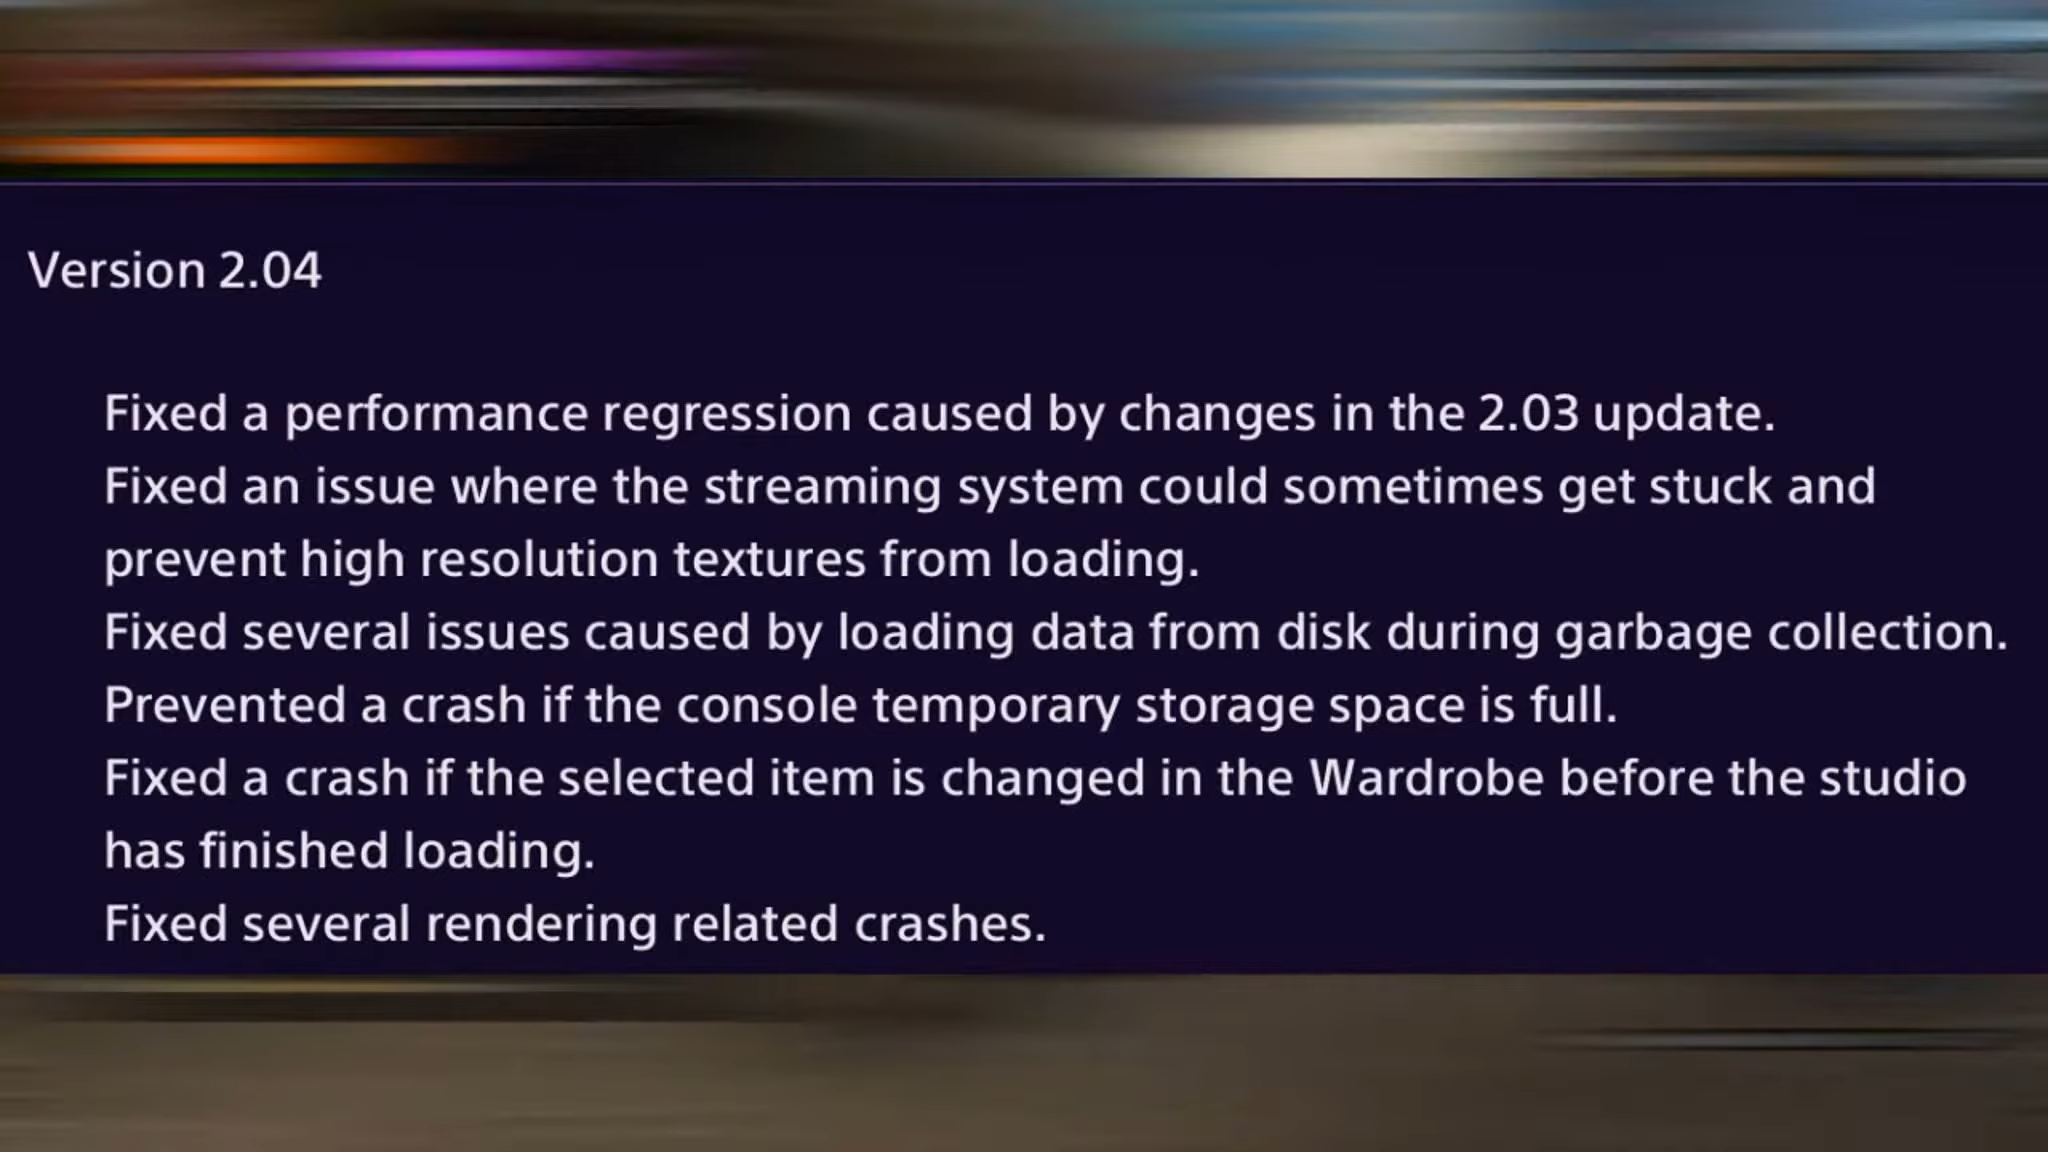 Version 2.04
Fixed a performance regression caused by changes in the 2.03 update.
Fixed an issue where the streaming system could sometimes get stuck and
prevent high resolution textures from loading.
Fixed several issues caused by loading data from disk during garbage collection.
Prevented a crash if the console temporary storage space is full.
Fixed a crash if the selected item is changed in the Wardrobe before the studio
has finished loading.
Fixed several rendering related crashes.